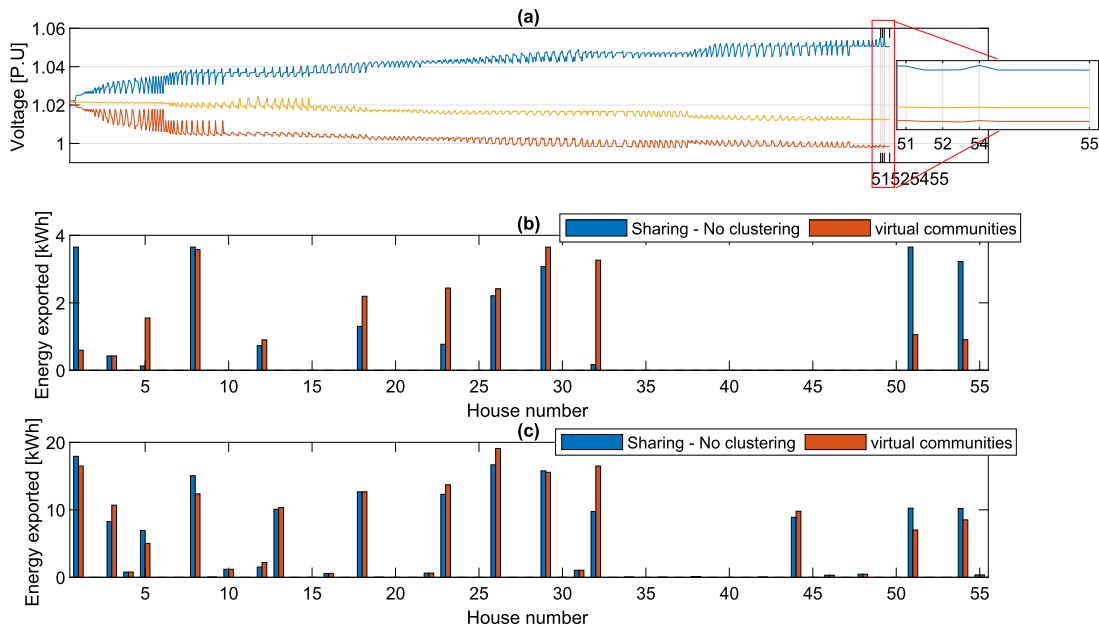 (a)
Voltage [P.U]
1.06
1.04
1.02
1
51 52 54 55
51525455
(b)
Sharing - No clustering virtual communities
Energy exported [kWh]
4
2
0
5 10 15 20 25 30 35 40 45 50 55
House number
(c)
Sharing - No clustering virtual communities
Energy exported [kWh]
20
10
0
5 10 15 20 25 30 35 40 45 50 55
House number